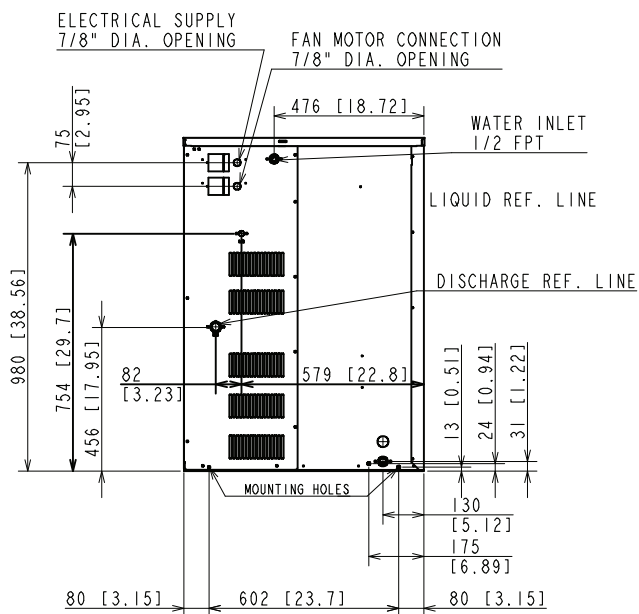 ELECTRICAL SUPPLY
7/8" DIA. OPENING
FAN MOTOR CONNECTION
7/8" DIA. OPENING
476 [18.72]
75
[2.95]
WATER INLET
1/2 FPT
LIQUID REF. LINE
DISCHARGE REF. LINE
980 [38.56]
754 [29.7]
456 [17.95]
82
[3.23]
579 [22.8]
13 [0.51]
24 [0.94]
31 [1.22]
MOUNTING HOLES
130
[5.12]
175
[6.89]
80 [3.15]
602 [23.7]
80 [3.15]